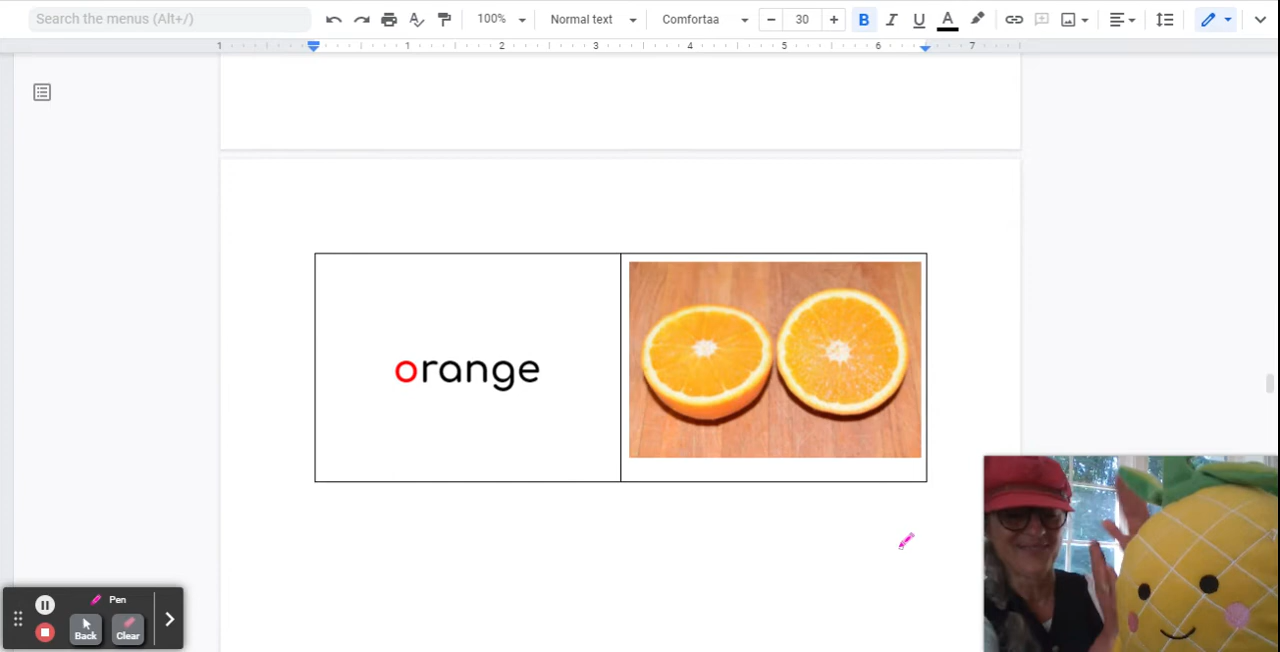 Search the menus (Alt+/)
100%
Normal text
Comfortaa
− 30 +
B I U A
1 1 2 3 4 5 6 7
orange
Pen
Back
Clear